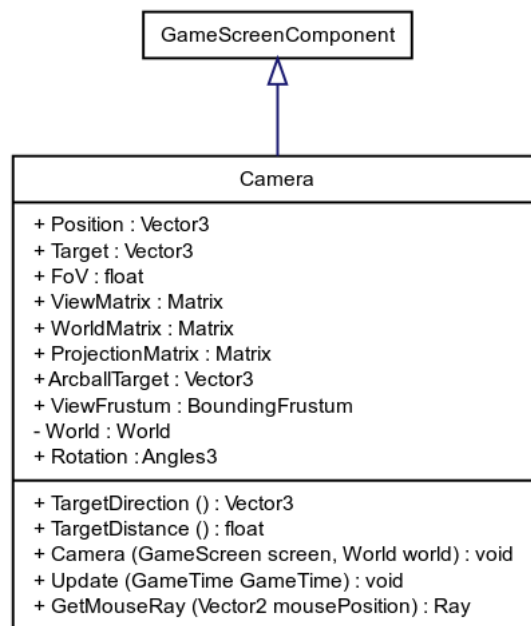 GameScreenComponent
Camera
+ Position : Vector3
+ Target : Vector3
+ FoV : float
+ ViewMatrix : Matrix
+ WorldMatrix : Matrix
+ ProjectionMatrix : Matrix
+ ArcballTarget : Vector3
+ ViewFrustum : BoundingFrustum
- World : World
+ Rotation : Angles3
+ TargetDirection () : Vector3
+ TargetDistance () : float
+ Camera (GameScreen screen, World world) : void
+ Update (GameTime GameTime) : void
+ GetMouseRay (Vector2 mousePosition) : Ray